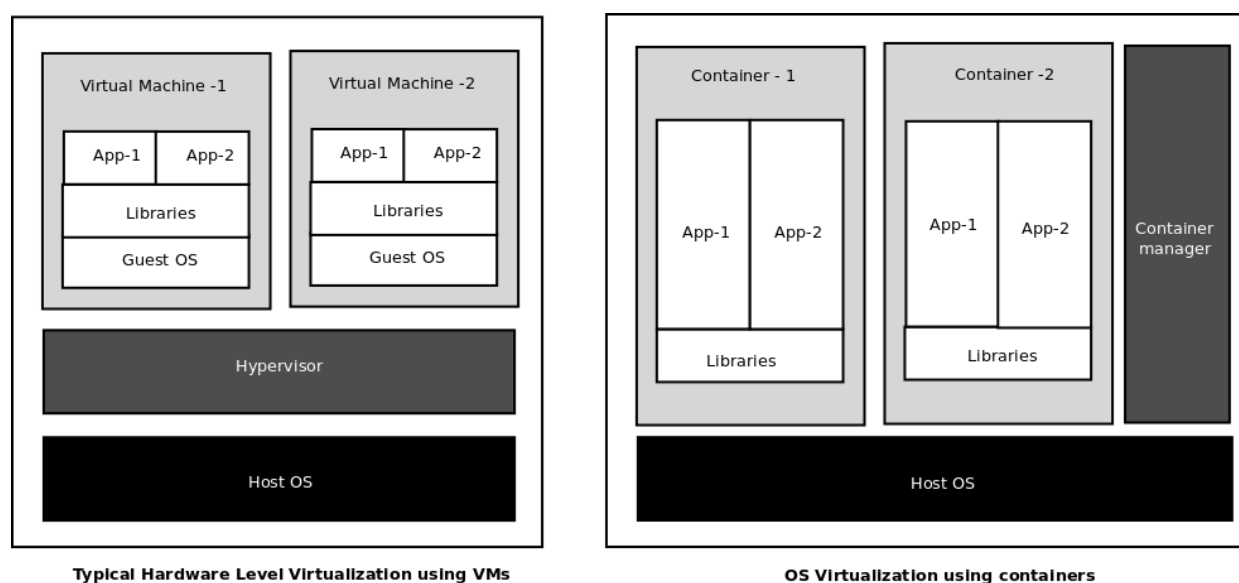 Virtual Machine -1
App-1
App-2
Libraries
Guest OS
Virtual Machine -2
App-1
App-2
Libraries
Guest OS
Hypervisor
Host OS
Typical Hardware Level Virtualization using VMs
Container - 1
App-1
App-2
Libraries
Container -2
App-1
App-2
Libraries
Container
manager
Host OS
OS Virtualization using containers